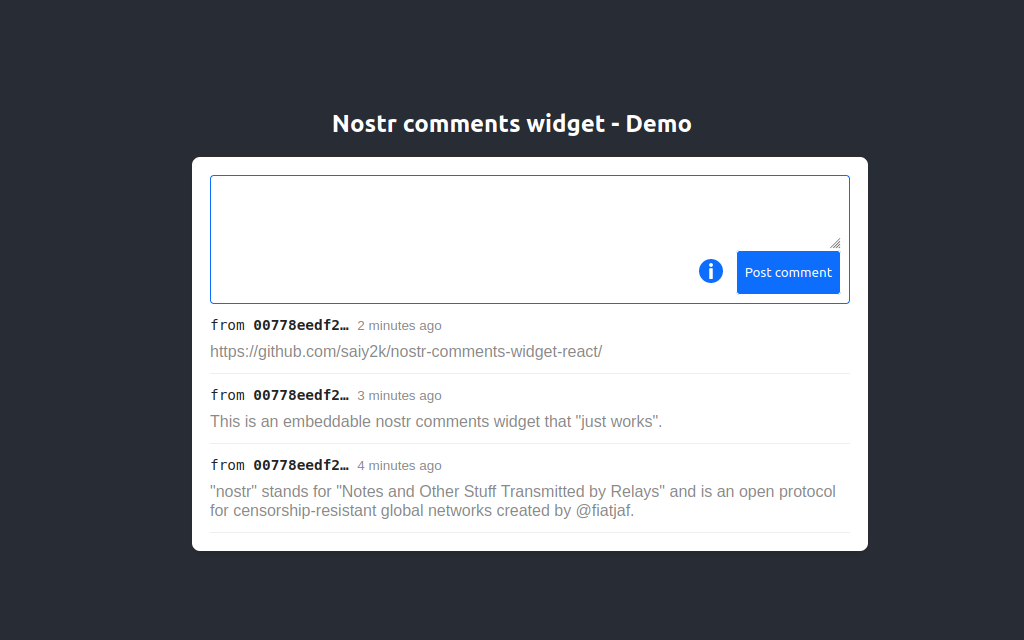 Nostr comments widget - Demo
Post comment
from 00778eedf2… 2 minutes ago
https://github.com/saiy2k/nostr-comments-widget-react/
from 00778eedf2… 3 minutes ago
This is an embeddable nostr comments widget that "just works".
from 00778eedf2… 4 minutes ago
"nostr" stands for "Notes and Other Stuff Transmitted by Relays" and is an open protocol
for censorship-resistant global networks created by @fiatjaf.